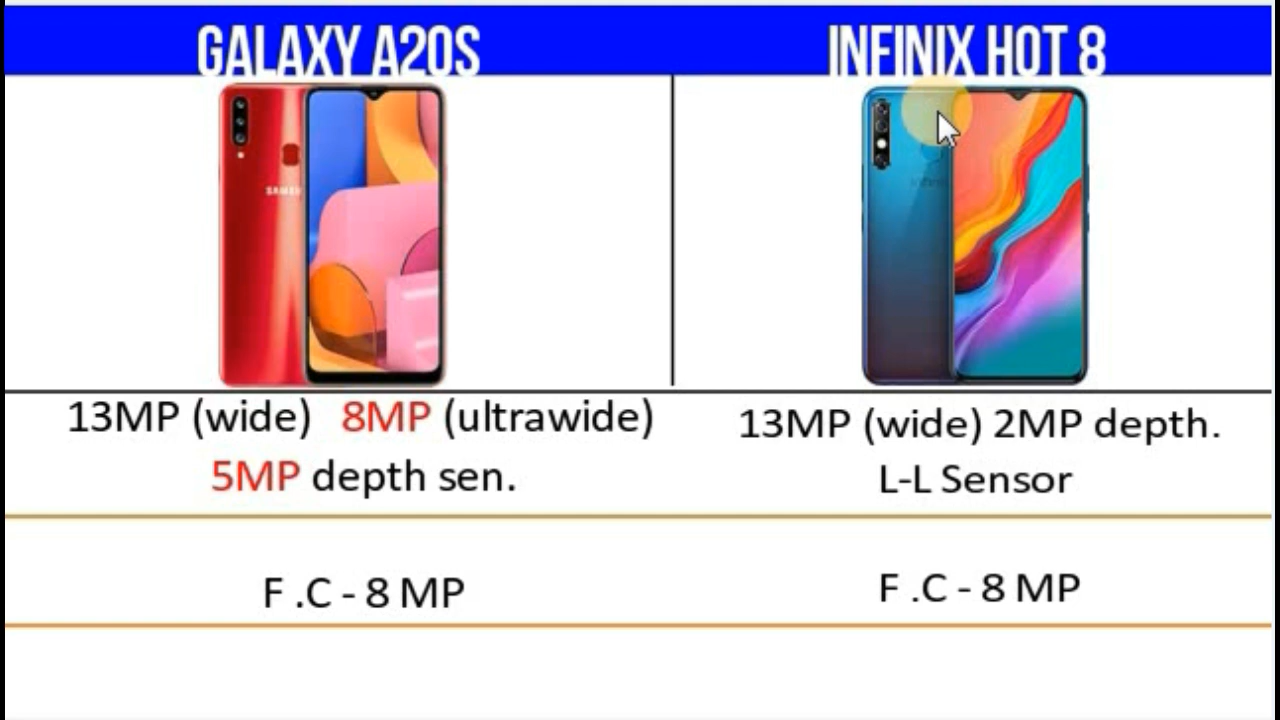 GALAXY A20S
INFINIX HOT 8
SAMS
13MP (wide) 8MP (ultrawide)
5MP depth sen.
13MP (wide) 2MP depth.
L-L Sensor
F .C - 8 MP
F .C - 8 MP